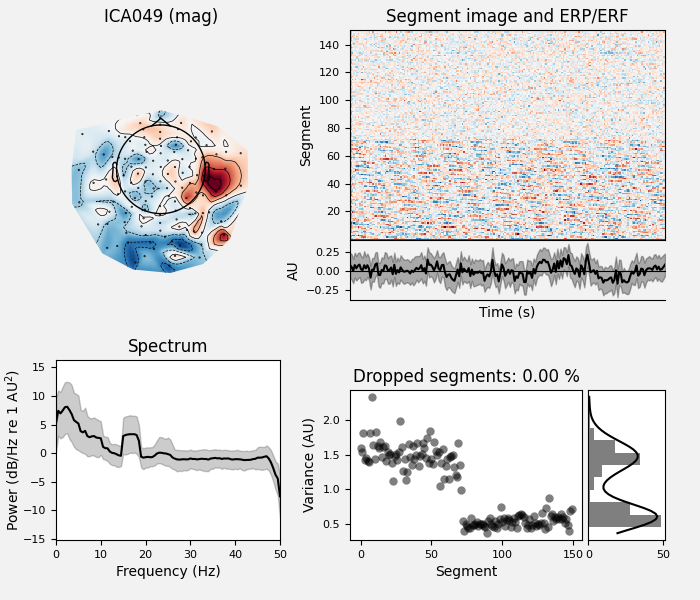 ICA049 (mag)
Segment image and ERP/ERF
140
120
100
80
60
40
20
Segment
0.25
0.00
−0.25
AU
Time (s)
Spectrum
15
10
5
0
−5
−10
−15
Power (dB/Hz re 1 AU²)
0 10 20 30 40 50
Frequency (Hz)
Dropped segments: 0.00 %
2.0
1.5
1.0
0.5
Variance (AU)
0 50 100 150
Segment
0 50